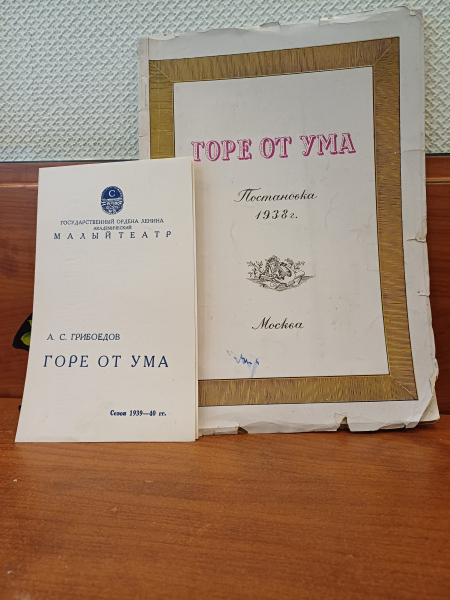 ГОРЕ ОТ УМА
Постановка
1938 г.
Москва
С
ГОСУДАРСТВЕННЫЙ ОРДЕНА ЛЕНИНА
АКАДЕМИЧЕСКИЙ
МАЛЫЙ ТЕАТР
А. С. ГРИБОЕДОВ
ГОРЕ ОТ УМА
Сезон 1939—40 гг.